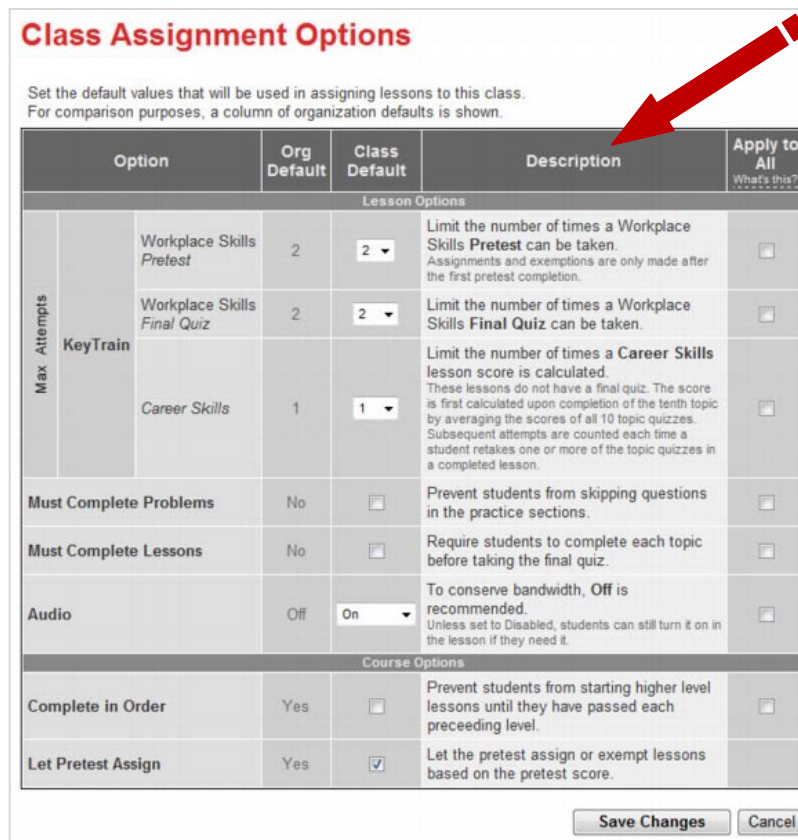 Class Assignment Options
Set the default values that will be used in assigning lessons to this class.
For comparison purposes, a column of organization defaults is shown.
Option
Org
Default
Class
Default
Description
Apply to
All
What's this?
Lesson Options
Max Attempts
KeyTrain
Workplace Skills
Pretest
2
2
Limit the number of times a Workplace
Skills Pretest can be taken.
Assignments and exemptions are only made after
the first pretest completion.
Workplace Skills
Final Quiz
2
2
Limit the number of times a Workplace
Skills Final Quiz can be taken.
Career Skills
1
1
Limit the number of times a Career Skills
lesson score is calculated.
These lessons do not have a final quiz. The score
is first calculated upon completion of the tenth topic
by averaging the scores of all 10 topic quizzes.
Subsequent attempts are counted each time a
student retakes one or more of the topic quizzes in
a completed lesson.
Must Complete Problems
No
Prevent students from skipping questions
in the practice sections.
Must Complete Lessons
No
Require students to complete each topic
before taking the final quiz.
Audio
Off
On
To conserve bandwidth, Off is
recommended.
Unless set to Disabled, students can still turn it on in
the lesson if they need it.
Course Options
Complete in Order
Yes
Prevent students from starting higher level
lessons until they have passed each
preceeding level.
Let Pretest Assign
Yes
Let the pretest assign or exempt lessons
based on the pretest score.
Save Changes
Cancel